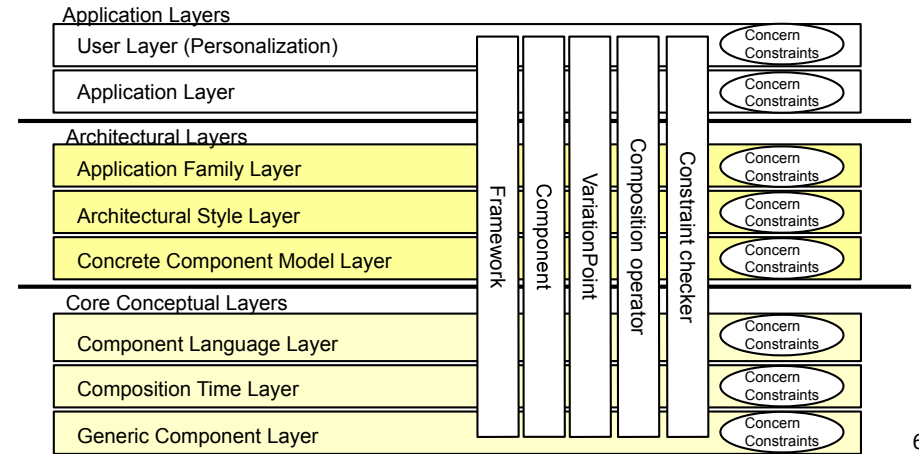 Application Layers
User Layer (Personalization)
Concern
Constraints
Application Layer
Concern
Constraints
Architectural Layers
Application Family Layer
Concern
Constraints
Architectural Style Layer
Concern
Constraints
Concrete Component Model Layer
Concern
Constraints
Framework
Component
VariationPoint
Composition operator
Constraint checker
Core Conceptual Layers
Component Language Layer
Concern
Constraints
Composition Time Layer
Concern
Constraints
Generic Component Layer
Concern
Constraints